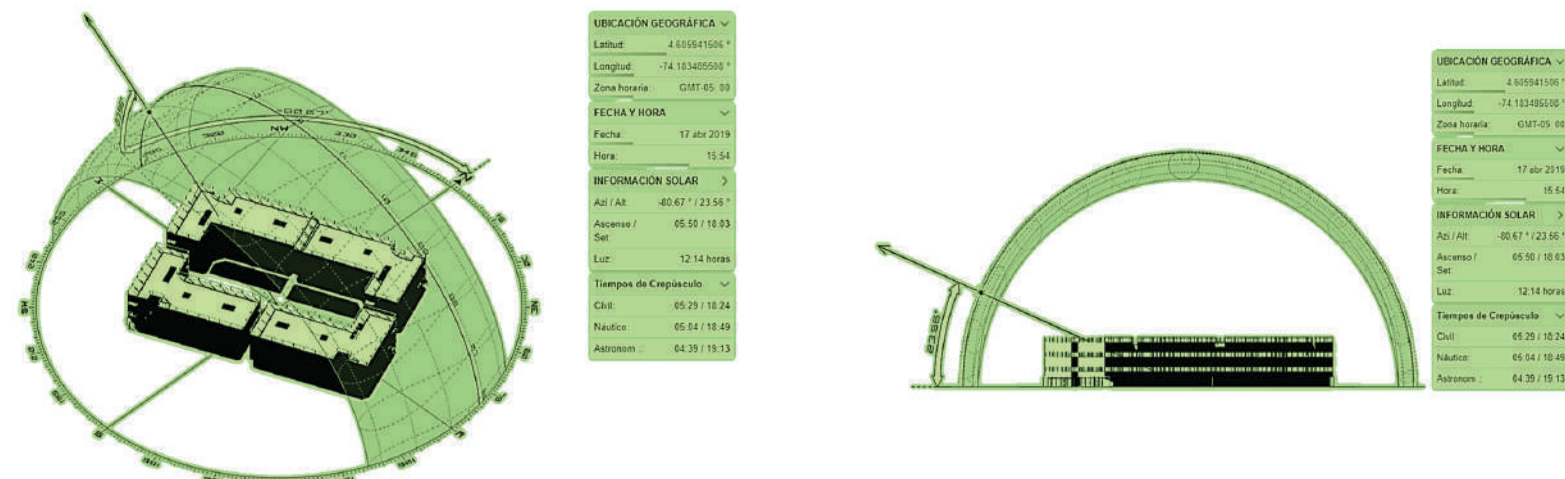 UBICACIÓN GEOGRÁFICA
Latitud: 4.605941506 °
Longitud: -74.183485508 °
Zona horaria: GMT-05: 00
FECHA Y HORA
Fecha: 17 abr 2019
Hora: 15:54
INFORMACIÓN SOLAR
Azi / Alt: -80.67 ° / 23.56 °
Ascenso / Set: 05:50 / 18:03
Luz: 12:14 horas
Tiempos de Crepúsculo
Civil: 05:29 / 18:24
Náutico: 05:04 / 18:49
Astronom .: 04:39 / 19:13
UBICACIÓN GEOGRÁFICA
Latitud: 4.605941506 °
Longitud: -74.183485508 °
Zona horaria: GMT-05: 00
FECHA Y HORA
Fecha: 17 abr 2019
Hora: 15:54
INFORMACIÓN SOLAR
Azi / Alt: -80.67 ° / 23.56 °
Ascenso / Set: 05:50 / 18:03
Luz: 12:14 horas
Tiempos de Crepúsculo
Civil: 05:29 / 18:24
Náutico: 05:04 / 18:49
Astronom .: 04:39 / 19:13